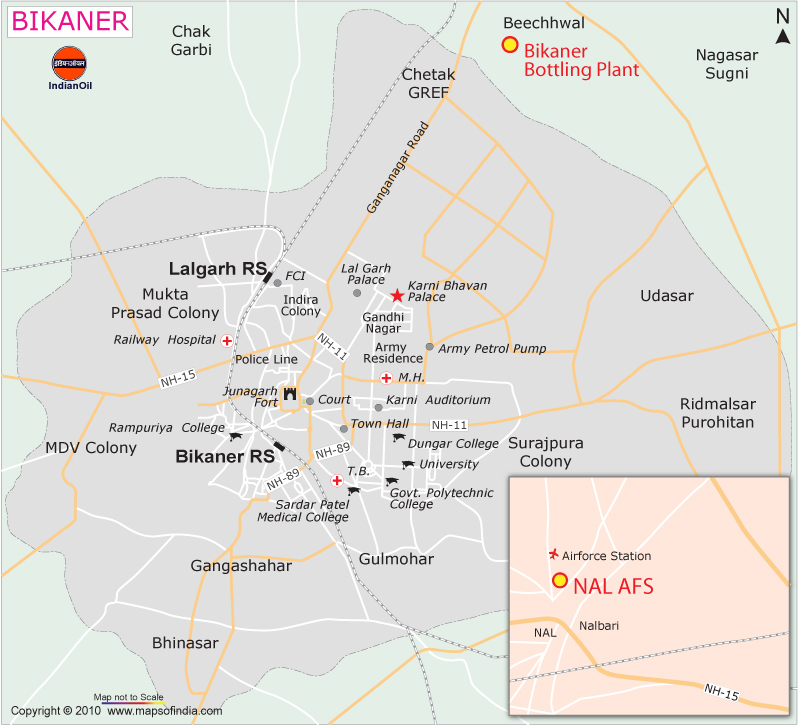 BIKANER
इंडियनऑयल
IndianOil
Chak
Garbi
Beechhwal
Bikaner
Bottling Plant
N
Nagasar
Sugni
Chetak
GREF
Ganganagar Road
Lalgarh RS
FCI
Lal Garh
Palace
Karni Bhavan
Palace
Mukta
Prasad Colony
Indira
Colony
Gandhi
Nagar
Udasar
Railway Hospital
NH-11
Army
Residence
Army Petrol Pump
Police Line
NH-15
M.H.
Junagarh
Fort
Court
Karni Auditorium
Ridmalsar
Purohitan
Rampuriya College
Town Hall
NH-11
MDV Colony
Bikaner RS
NH-89
Dungar College
Surajpura
Colony
NH-89
T.B.
University
Sardar Patel
Medical College
Govt. Polytechnic
College
Gangashahar
Gulmohar
Airforce Station
NAL AFS
Bhinasar
NAL
Nalbari
NH-15
Map not to Scale
Copyright © 2010 www.mapsofindia.com